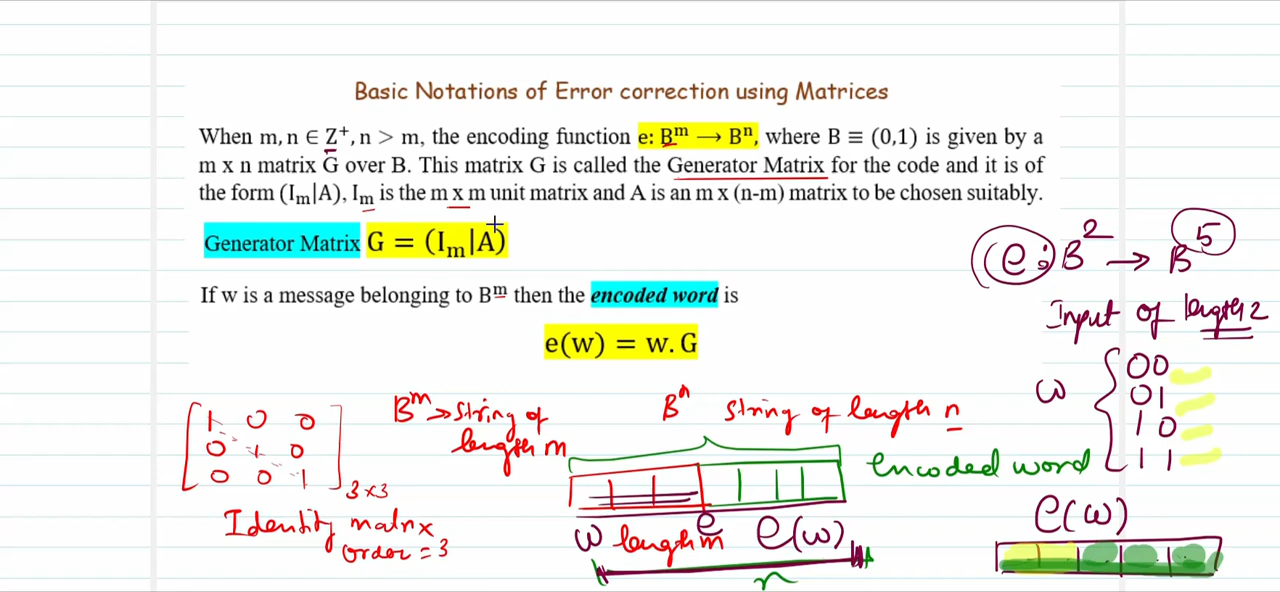 Basic Notations of Error correction using Matrices
When m, n ∈ Z⁺, n > m, the encoding function e: Bᵐ → Bⁿ, where B ≡ (0,1) is given by a
m x n matrix G over B. This matrix G is called the Generator Matrix for the code and it is of
the form (Iₘ|A), Iₘ is the m x m unit matrix and A is an m x (n-m) matrix to be chosen suitably.
Generator Matrix G = (Iₘ|A)
If w is a message belonging to Bᵐ then the encoded word is
e(w) = w. G
e: B² → B⁵
Input of length 2
w { 00
01
10
11
e(w)
1 0 0
0 1 0
0 0 1
3x3
Identity matrix
order = 3
Bᵐ → string of
length m
Bⁿ string of length n
encoded word
w length m
e
e(w)
n